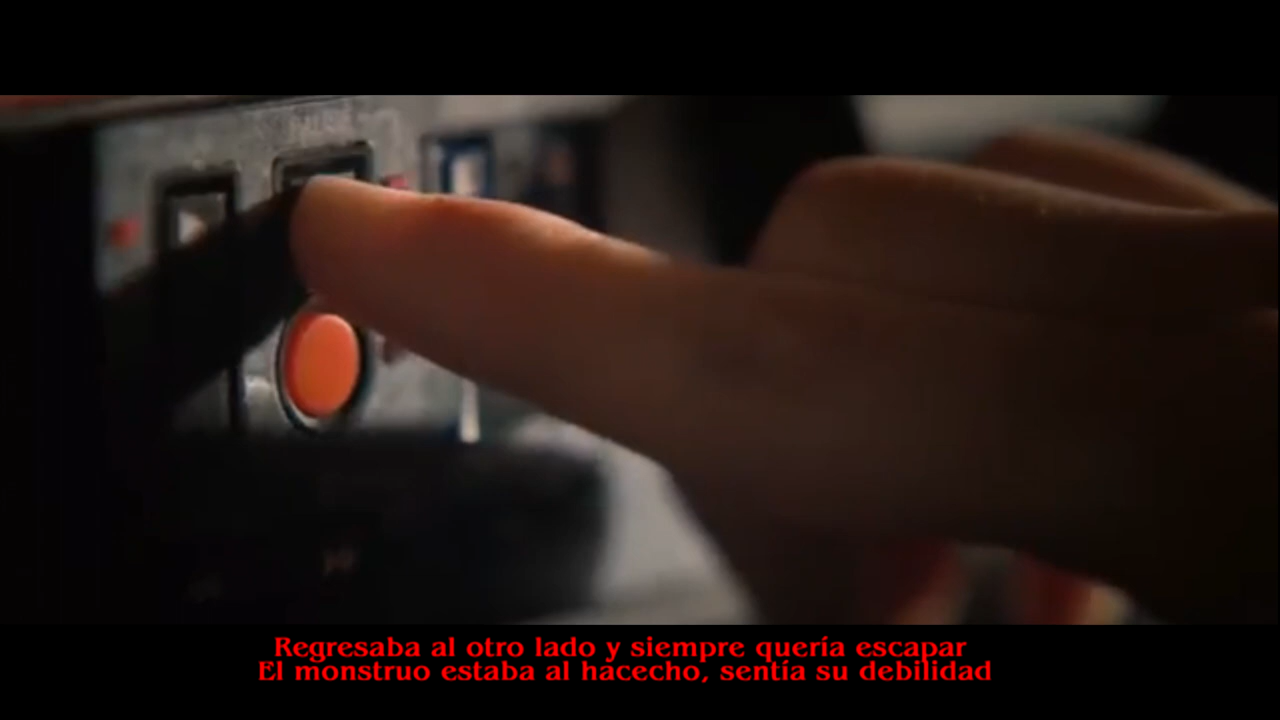 Regresaba al otro lado y siempre quería escapar
El monstruo estaba al hacecho, sentía su debilidad